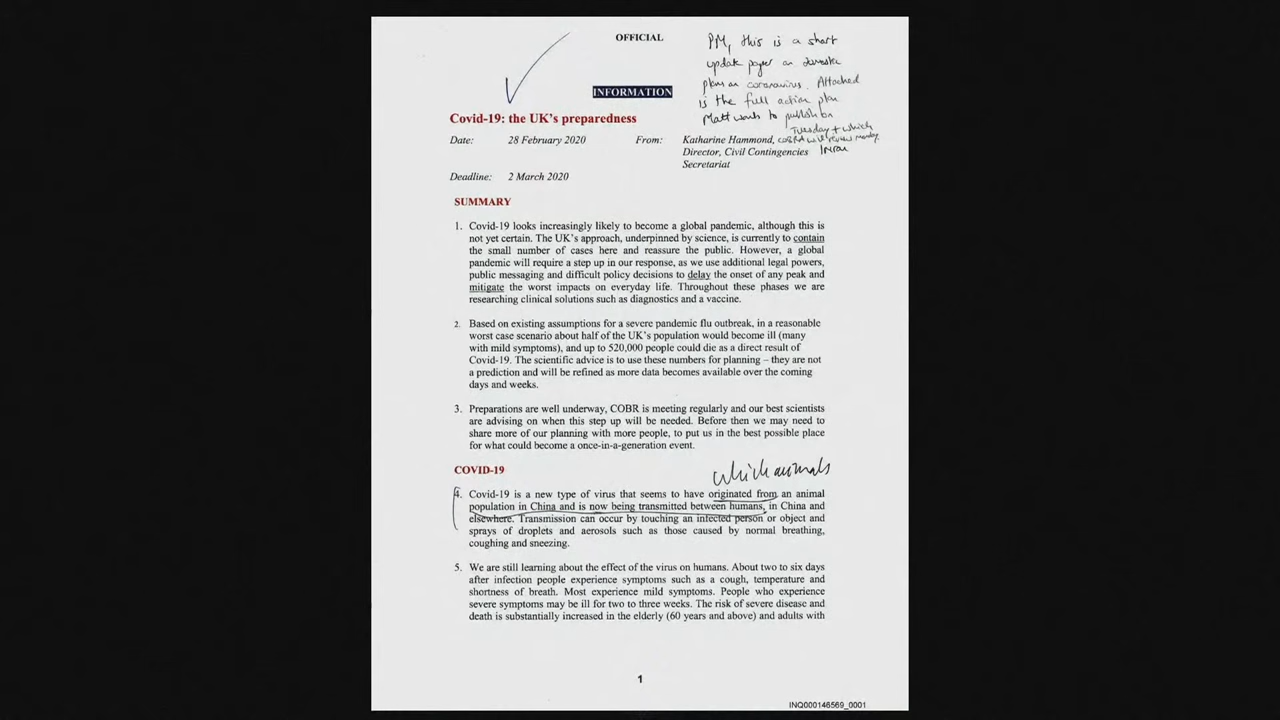 OFFICIAL
PM, this is a short
update paper on domestic
plans on coronavirus. Attached
is the full action plan
Matt wants to publish on
Tuesday + which
COBRA will review Monday.
INFORMATION
Covid-19: the UK's preparedness
Date: 28 February 2020 From: Katharine Hammond,
Director, Civil Contingencies
Secretariat
Deadline: 2 March 2020
SUMMARY
1. Covid-19 looks increasingly likely to become a global pandemic, although this is
not yet certain. The UK's approach, underpinned by science, is currently to contain
the small number of cases here and reassure the public. However, a global
pandemic will require a step up in our response, as we use additional legal powers,
public messaging and difficult policy decisions to delay the onset of any peak and
mitigate the worst impacts on everyday life. Throughout these phases we are
researching clinical solutions such as diagnostics and a vaccine.
2. Based on existing assumptions for a severe pandemic flu outbreak, in a reasonable
worst case scenario about half of the UK's population would become ill (many
with mild symptoms), and up to 520,000 people could die as a direct result of
Covid-19. The scientific advice is to use these numbers for planning – they are not
a prediction and will be refined as more data becomes available over the coming
days and weeks.
3. Preparations are well underway, COBR is meeting regularly and our best scientists
are advising on when this step up will be needed. Before then we may need to
share more of our planning with more people, to put us in the best possible place
for what could become a once-in-a-generation event.
COVID-19
which animals
4. Covid-19 is a new type of virus that seems to have originated from an animal
population in China and is now being transmitted between humans, in China and
elsewhere. Transmission can occur by touching an infected person or object and
sprays of droplets and aerosols such as those caused by normal breathing,
coughing and sneezing.
5. We are still learning about the effect of the virus on humans. About two to six days
after infection people experience symptoms such as a cough, temperature and
shortness of breath. Most experience mild symptoms. People who experience
severe symptoms may be ill for two to three weeks. The risk of severe disease and
death is substantially increased in the elderly (60 years and above) and adults with
1
INQ000146569_0001